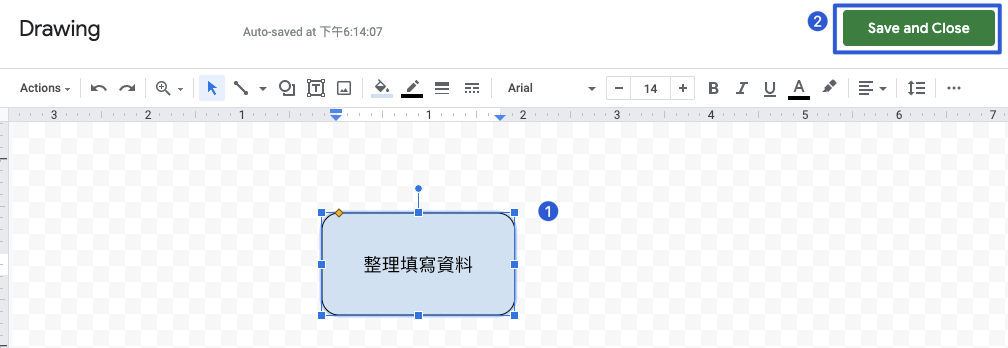 Drawing
Auto-saved at 下午6:14:07
2
Save and Close
Actions
Arial
14
B I U A
3 2 1 1 2 3 4 5 6 7
1
整理填寫資料